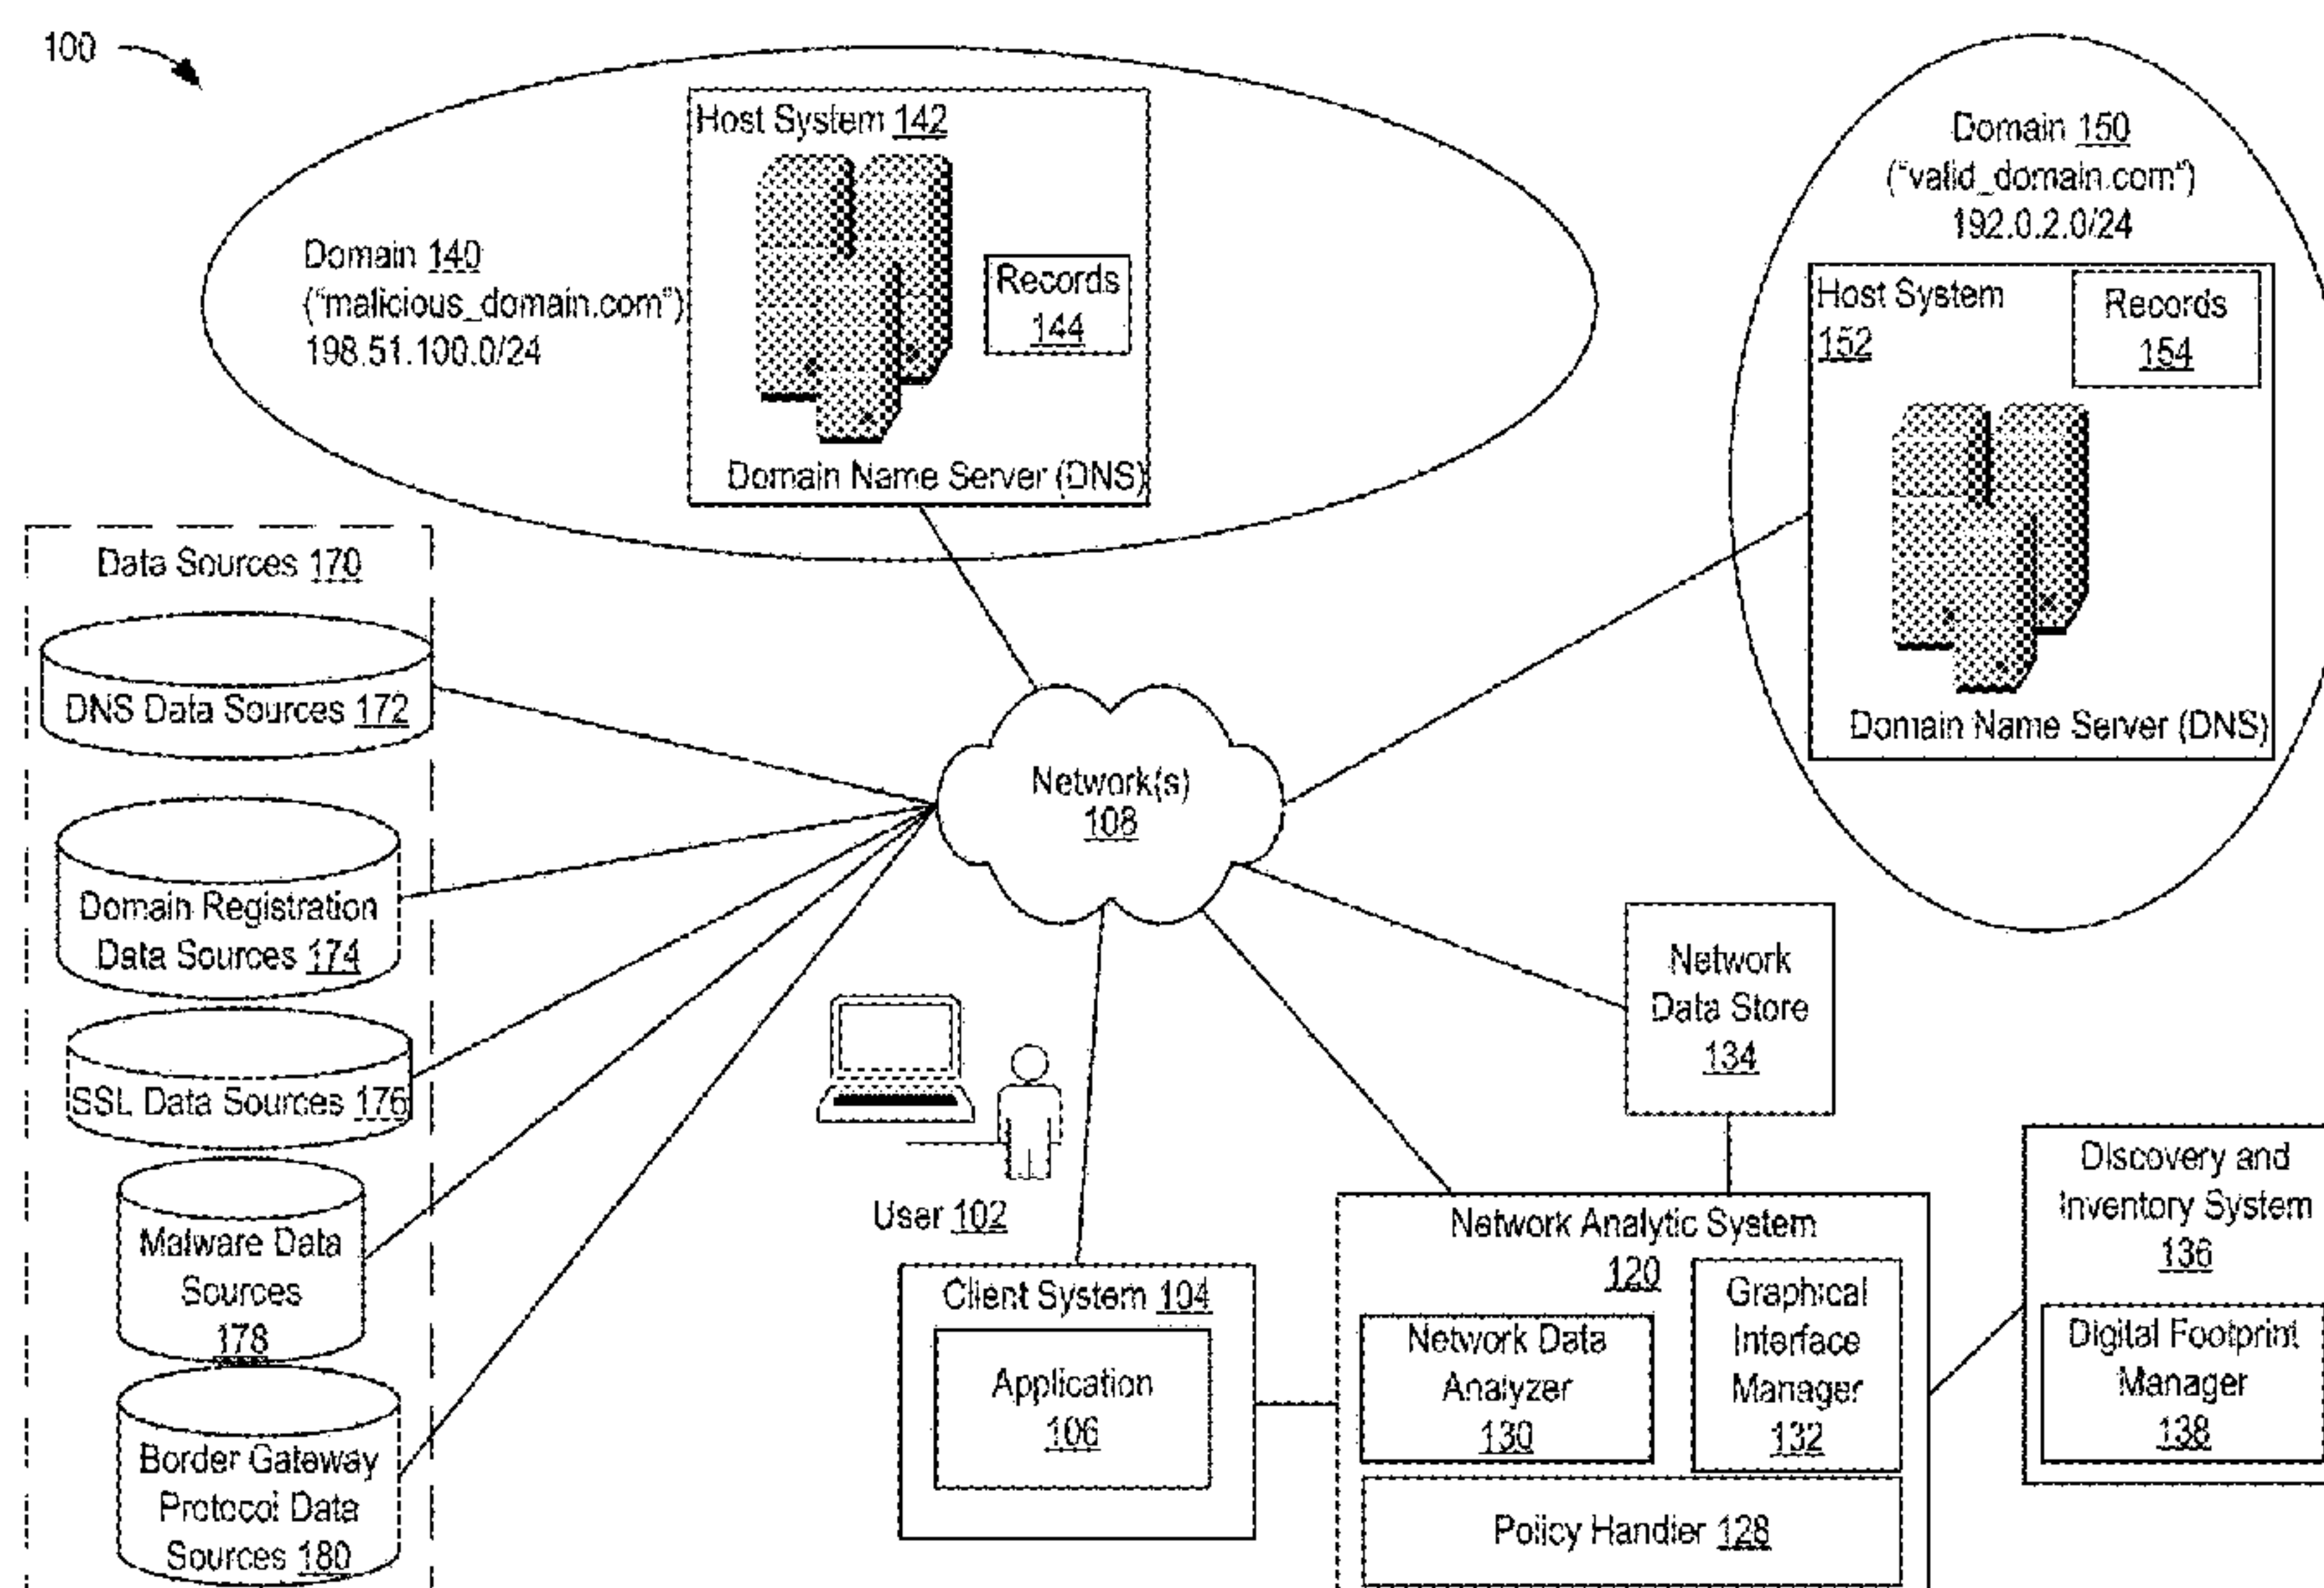 100
Host System 142
Domain 140
("malicious_domain.com")
198.51.100.0/24
Records
144
Domain Name Server (DNS)
Domain 150
("valid_domain.com")
192.0.2.0/24
Host System
152
Records
154
Domain Name Server (DNS)
Data Sources 170
DNS Data Sources 172
Domain Registration
Data Sources 174
SSL Data Sources 176
Malware Data
Sources
178
Border Gateway
Protocol Data
Sources 180
Network(s)
108
User 102
Client System 104
Application
106
Network
Data Store
134
Network Analytic System
120
Network Data
Analyzer
130
Graphical
Interface
Manager
132
Policy Handler 128
Discovery and
Inventory System
136
Digital Footprint
Manager
138